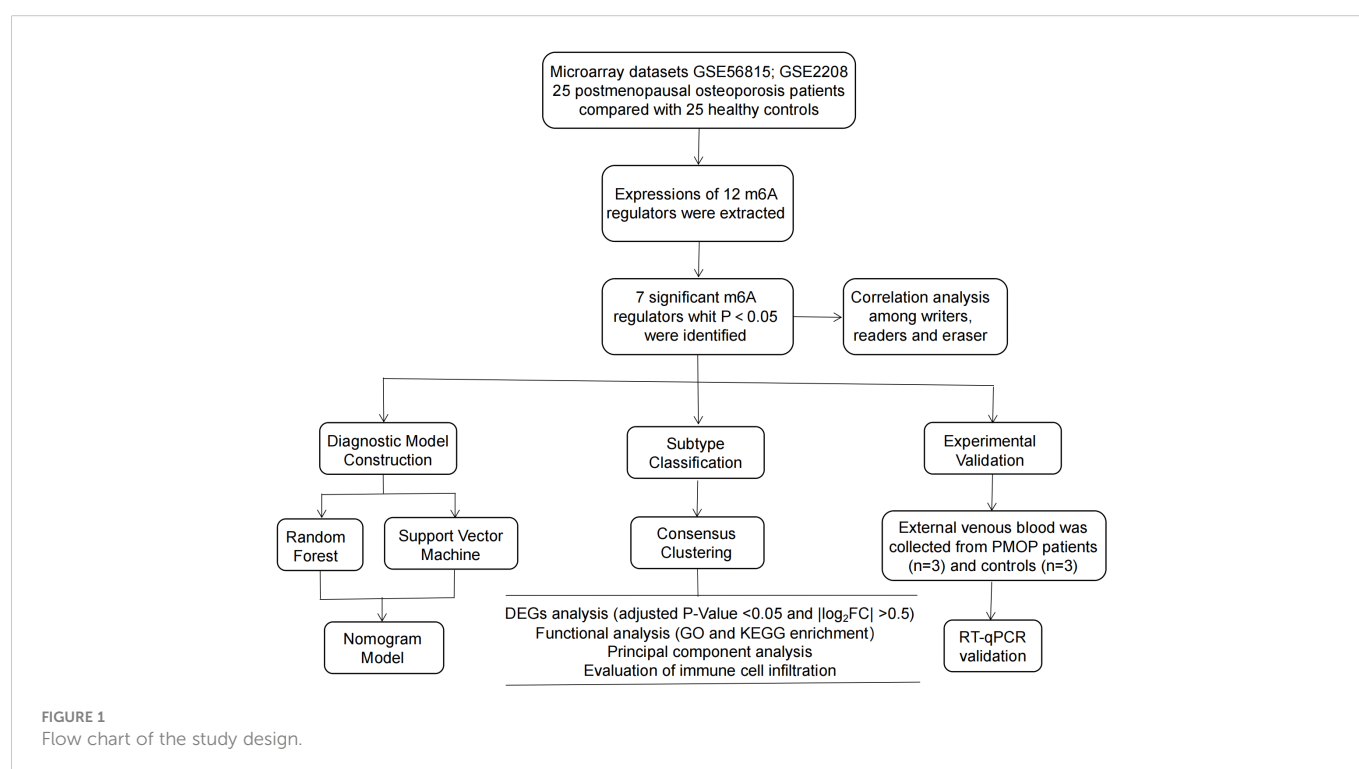 Microarray datasets GSE56815; GSE2208
25 postmenopausal osteoporosis patients
compared with 25 healthy controls
Expressions of 12 m6A
regulators were extracted
7 significant m6A
regulators whit P < 0.05
were identified
Correlation analysis
among writers,
readers and eraser
Diagnostic Model
Construction
Subtype
Classification
Experimental
Validation
Random
Forest
Support Vector
Machine
Consensus
Clustering
External venous blood was
collected from PMOP patients
(n=3) and controls (n=3)
Nomogram
Model
DEGs analysis (adjusted P-Value <0.05 and |log₂FC| >0.5)
Functional analysis (GO and KEGG enrichment)
Principal component analysis
Evaluation of immune cell infiltration
RT-qPCR
validation
FIGURE 1
Flow chart of the study design.